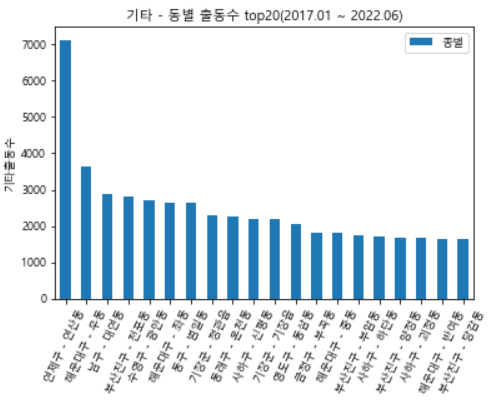 기타 - 동별 출동수 top20(2017.01 ~ 2022.06)
종별
기타출동수
7000
6000
5000
4000
3000
2000
1000
0
연제구 - 연산동
해운대구 - 우동
남구 - 대연동
부산진구 - 전포동
수영구 - 광안동
해운대구 - 좌동
동구 - 범일동
기장군 - 정관읍
동래구 - 온천동
사하구 - 신평동
기장군 - 기장읍
영도구 - 동삼동
금정구 - 부곡동
해운대구 - 중동
부산진구 - 부암동
사하구 - 하단동
부산진구 - 양정동
사하구 - 괴정동
해운대구 - 반여동
부산진구 - 당감동